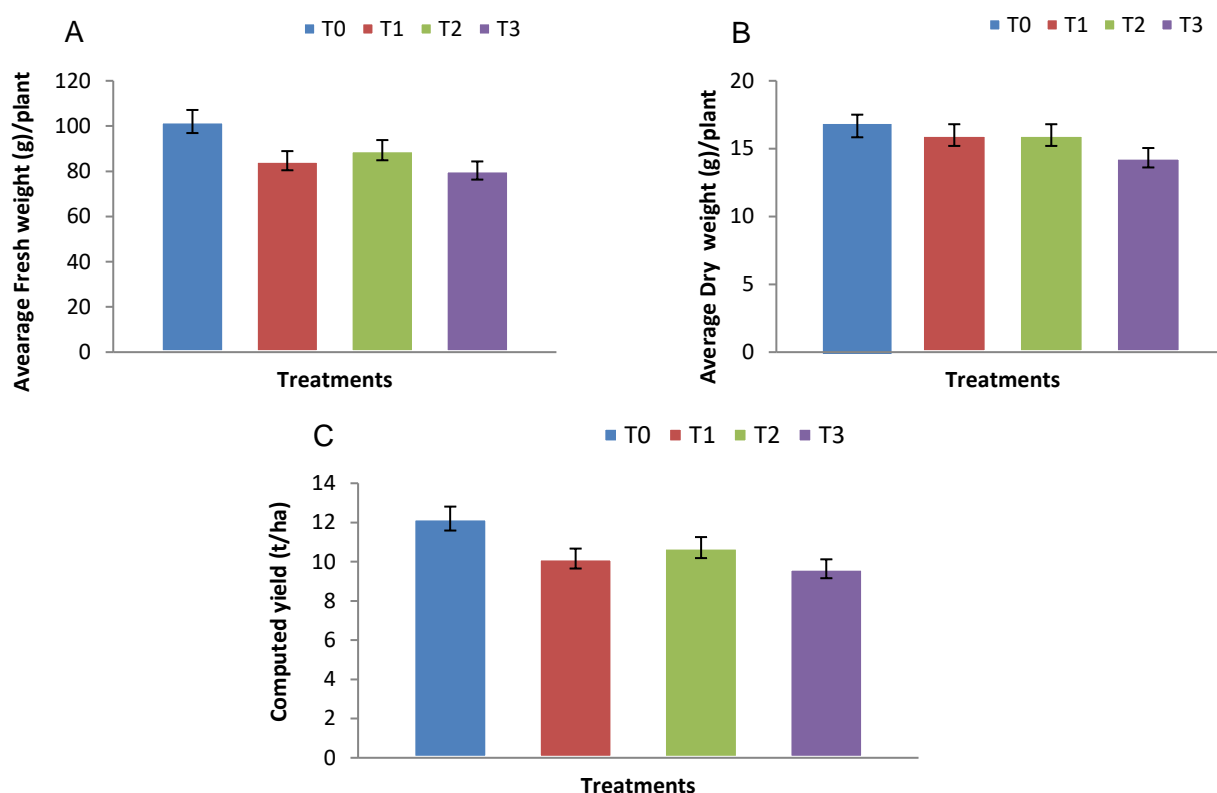 A
T0 T1 T2 T3
Avearage Fresh weight (g)/plant
120
100
80
60
40
20
0
Treatments
B
T0 T1 T2 T3
Average Dry weight (g)/plant
20
15
10
5
0
Treatments
C
T0 T1 T2 T3
Computed yield (t/ha)
14
12
10
8
6
4
2
0
Treatments